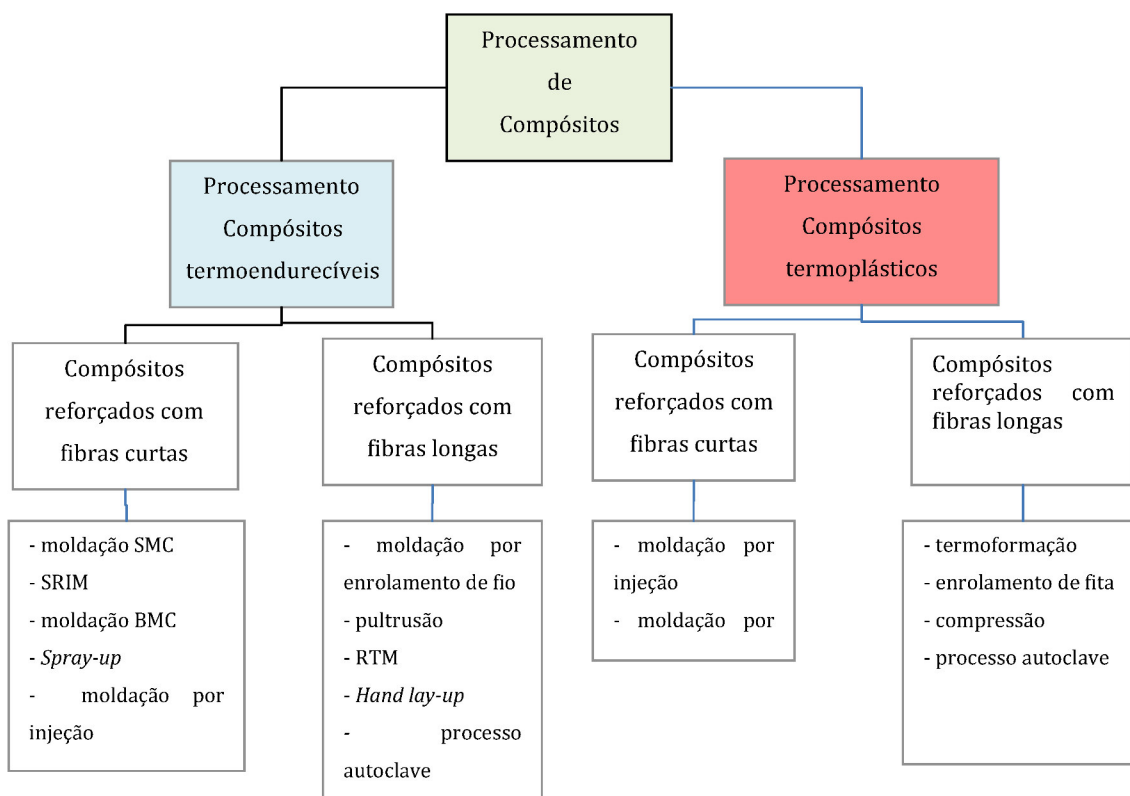 Processamento
de
Compósitos
Processamento
Compósitos
termoendurecíveis
Processamento
Compósitos
termoplásticos
Compósitos
reforçados com
fibras curtas
Compósitos
reforçados com
fibras longas
Compósitos
reforçados com
fibras curtas
Compósitos
reforçados com
fibras longas
- moldação SMC
- SRIM
- moldação BMC
- Spray-up
- moldação por
injeção
- moldação por
enrolamento de fio
- pultrusão
- RTM
- Hand lay-up
- processo
autoclave
- moldação por
injeção
- moldação por
- termoformação
- enrolamento de fita
- compressão
- processo autoclave